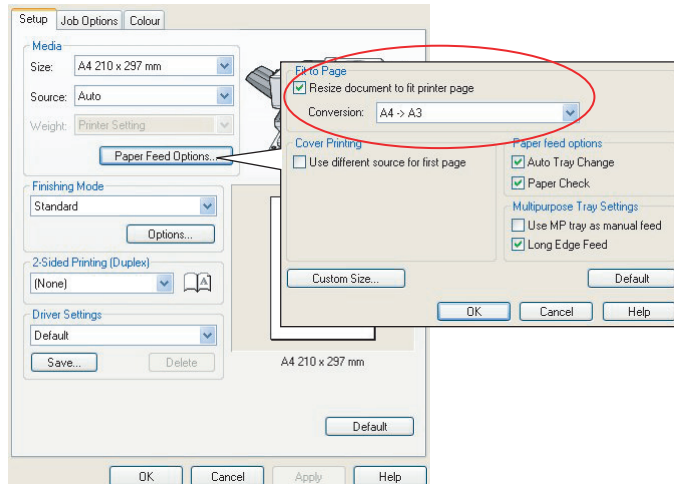 Setup Job Options Colour
Media
Size: A4 210 x 297 mm
Source: Auto
Weight: Printer Setting
Paper Feed Options...
Finishing Mode
Standard
Options...
2-Sided Printing (Duplex)
(None)
A
Driver Settings
Default
Save... Delete
A4 210 x 297 mm
Default
OK Cancel Apply Help
Fit to Page
Resize document to fit printer page
Conversion: A4 -> A3
Cover Printing
Use different source for first page
Paper feed options
Auto Tray Change
Paper Check
Multipurpose Tray Settings
Use MP tray as manual feed
Long Edge Feed
Custom Size... Default
OK Cancel Help